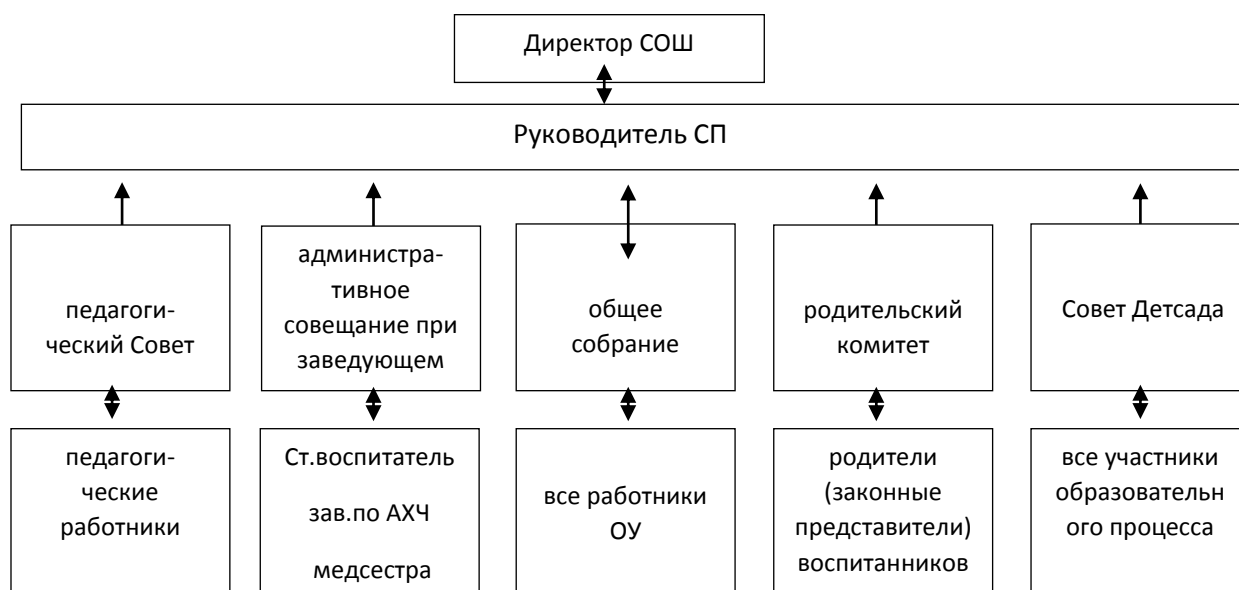 Директор СОШ
Руководитель СП
педагоги-
ческий Совет
администра-
тивное
совещание при
заведующем
общее
собрание
родительский
комитет
Совет Детсада
педагоги-
ческие
работники
Ст.воспитатель
зав.по АХЧ
медсестра
все работники
ОУ
родители
(законные
представители)
воспитанников
все участники
образовательн
ого процесса